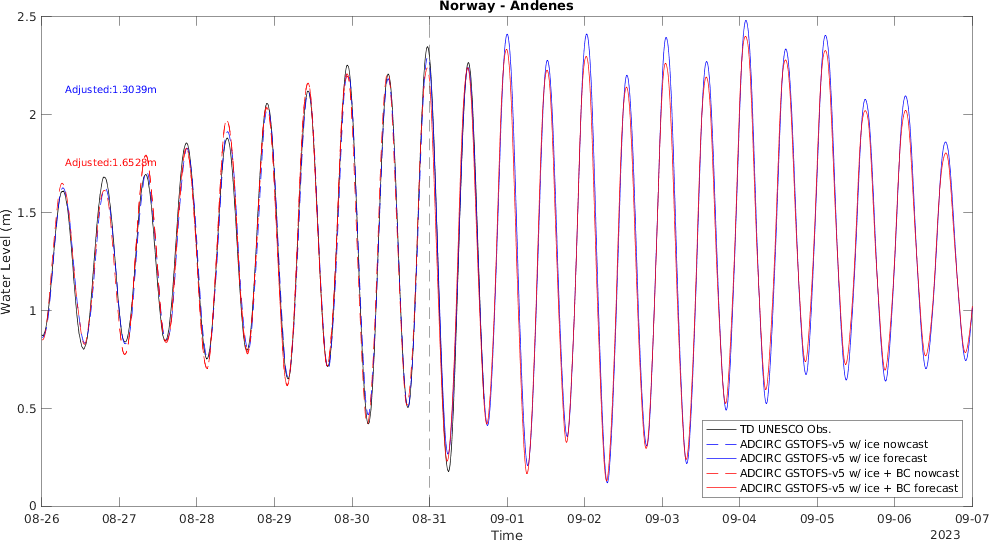 Norway - Andenes
2.5
2
1.5
1
0.5
0
Water Level (m)
Adjusted:1.3039m
Adjusted:1.6528m
TD UNESCO Obs.
ADCIRC GSTOFS-v5 w/ ice nowcast
ADCIRC GSTOFS-v5 w/ ice forecast
ADCIRC GSTOFS-v5 w/ ice + BC nowcast
ADCIRC GSTOFS-v5 w/ ice + BC forecast
08-26 08-27 08-28 08-29 08-30 08-31 09-01 09-02 09-03 09-04 09-05 09-06 09-07
Time
2023